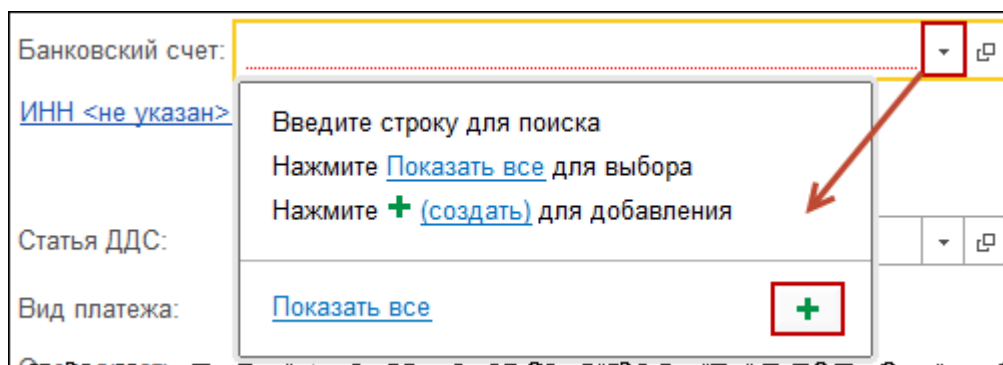 Банковский счет:
ИНН <не указан>
Введите строку для поиска
Нажмите Показать все для выбора
Нажмите + (создать) для добавления
Статья ДДС:
Показать все +
Вид платежа: